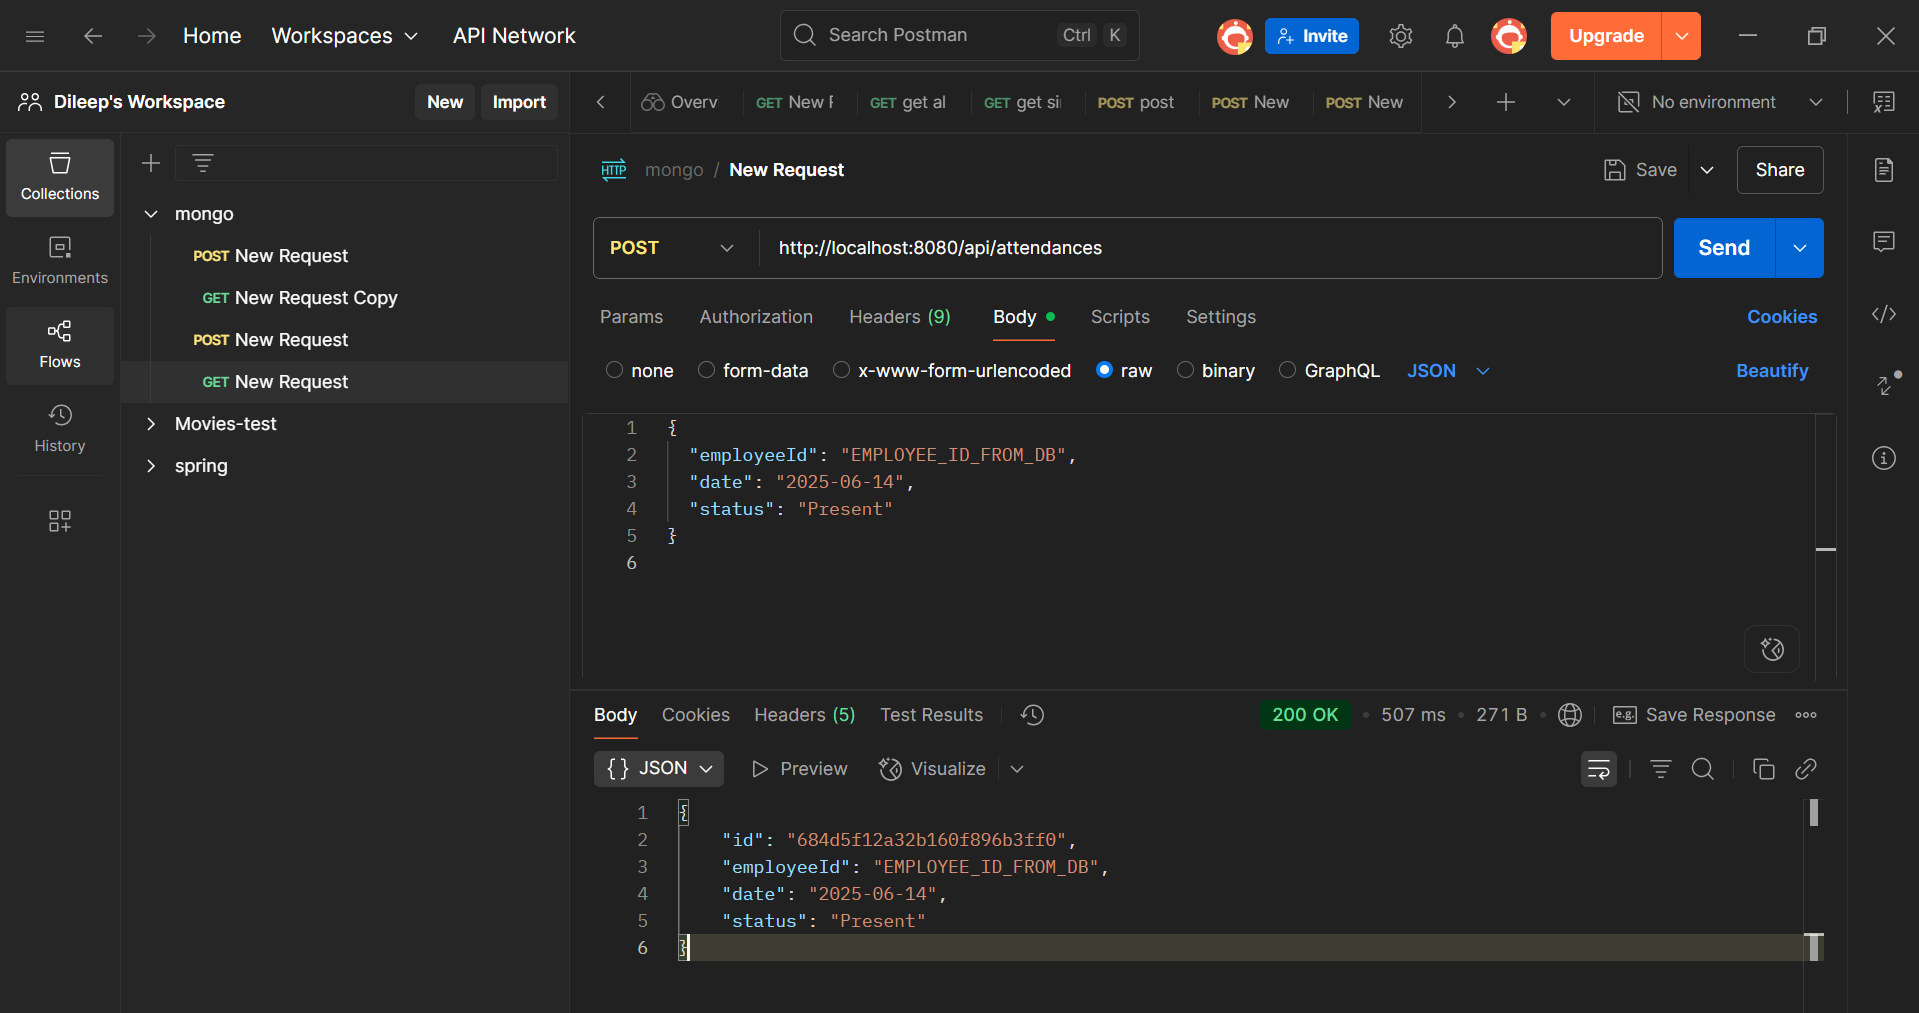 Home Workspaces API Network Search Postman Ctrl K Invite Upgrade
Dileep's Workspace New Import
Overv GET New F GET get al GET get si POST post POST New POST New No environment
Collections
Environments
Flows
History
mongo
POST New Request
GET New Request Copy
POST New Request
GET New Request
Movies-test
spring
HTTP mongo / New Request Save Share
POST http://localhost:8080/api/attendances Send
Params Authorization Headers (9) Body Scripts Settings Cookies
none form-data x-www-form-urlencoded raw binary GraphQL JSON Beautify
1 {
2 "employeeId": "EMPLOYEE_ID_FROM_DB",
3 "date": "2025-06-14",
4 "status": "Present"
5 }
6
Body Cookies Headers (5) Test Results 200 OK • 507 ms • 271 B • e.g. Save Response
{} JSON Preview Visualize
1 {
2 "id": "684d5f12a32b160f896b3ff0",
3 "employeeId": "EMPLOYEE_ID_FROM_DB",
4 "date": "2025-06-14",
5 "status": "Present"
6 }